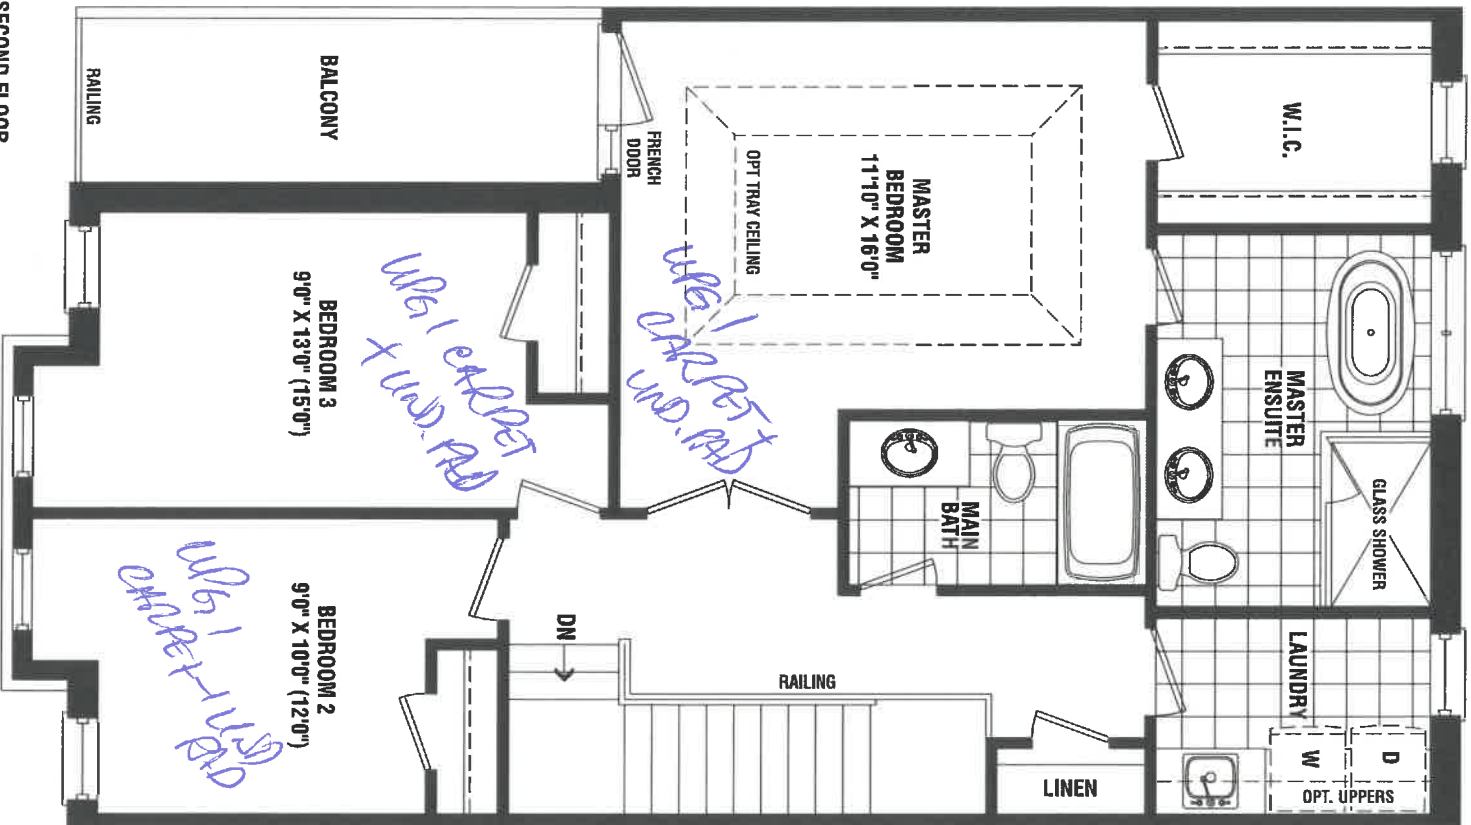 SECOND FLOOR
RAILING
BALCONY
FRENCH
DDOR
OPT TRAY CEILING
MASTER
BEDROOM
11'10" X 16'0"
W.I.C.
UPG 1
CARPET +
UND. PAD
BEDROOM 3
9'0" X 13'0" (15'0")
UPG 1 CARPET
X UND. PAD
MASTER
ENSUITE
GLASS SHOWER
MAIN
BATH
BEDROOM 2
9'0" X 10'0" (12'0")
UPG 1
CARPET + UND
PAD
DN
RAILING
LAUNDRY
LINEN
W
D
OPT. UPPERS